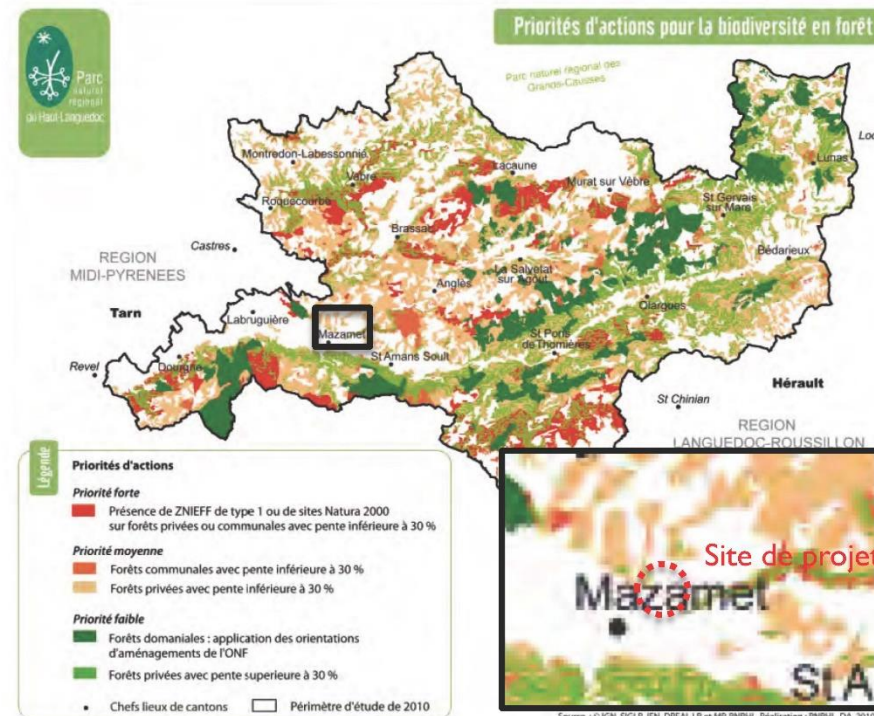 Parc
naturel
régional
du Haut-Languedoc
Priorités d'actions pour la biodiversité en forêt
Parc naturel régional des
Grands-Causses
Montredon-Labessonnié
Vabre
Lacaune
Murat sur Vèbre
Lunas
Roquecourbe
St Gervais
sur Mare
Castres
Brassac
REGION
MIDI-PYRENEES
La Salvetat
sur Agout
Bédarieux
Anglès
Tarn
Olargues
Labruguière
Mazamet
St Pons
de Thomières
Revel
Dourgne
St Amans Soult
Hérault
St Chinian
REGION
LANGUEDOC-ROUSSILLON
Légende
Priorités d'actions
Priorité forte
Présence de ZNIEFF de type 1 ou de sites Natura 2000
sur forêts privées ou communales avec pente inférieure à 30 %
Priorité moyenne
Forêts communales avec pente inférieure à 30 %
Forêts privées avec pente inférieure à 30 %
Priorité faible
Forêts domaniales : application des orientations
d'aménagements de l'ONF
Forêts privées avec pente superieure à 30 %
Chefs lieux de cantons
Périmètre d'étude de 2010
Site de projet
Mazamet
St A